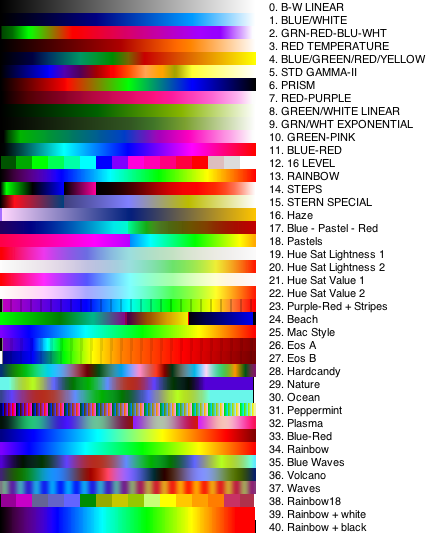 0. B-W LINEAR
1. BLUE/WHITE
2. GRN-RED-BLU-WHT
3. RED TEMPERATURE
4. BLUE/GREEN/RED/YELLOW
5. STD GAMMA-II
6. PRISM
7. RED-PURPLE
8. GREEN/WHITE LINEAR
9. GRN/WHT EXPONENTIAL
10. GREEN-PINK
11. BLUE-RED
12. 16 LEVEL
13. RAINBOW
14. STEPS
15. STERN SPECIAL
16. Haze
17. Blue - Pastel - Red
18. Pastels
19. Hue Sat Lightness 1
20. Hue Sat Lightness 2
21. Hue Sat Value 1
22. Hue Sat Value 2
23. Purple-Red + Stripes
24. Beach
25. Mac Style
26. Eos A
27. Eos B
28. Hardcandy
29. Nature
30. Ocean
31. Peppermint
32. Plasma
33. Blue-Red
34. Rainbow
35. Blue Waves
36. Volcano
37. Waves
38. Rainbow18
39. Rainbow + white
40. Rainbow + black